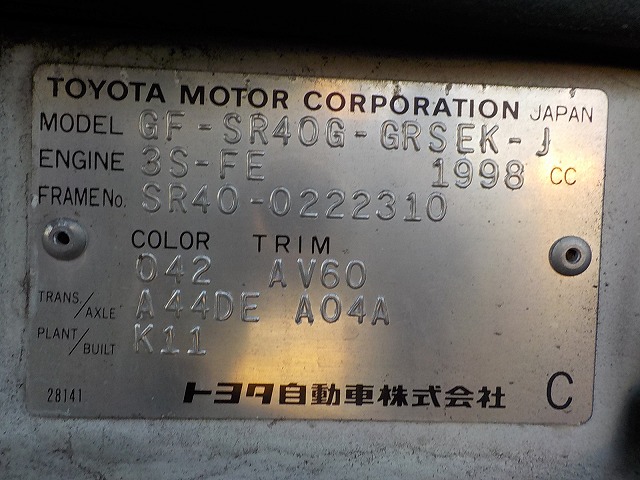 TOYOTA MOTOR CORPORATION JAPAN
MODEL GF-SR40G-GRSEK-J
ENGINE 3S-FE 1998 CC
FRAME No. SR40-0222310
COLOR TRIM
042 AV60
TRANS./AXLE A44DE A04A
PLANT/BUILT K11
28141 トヨタ自動車株式会社 C